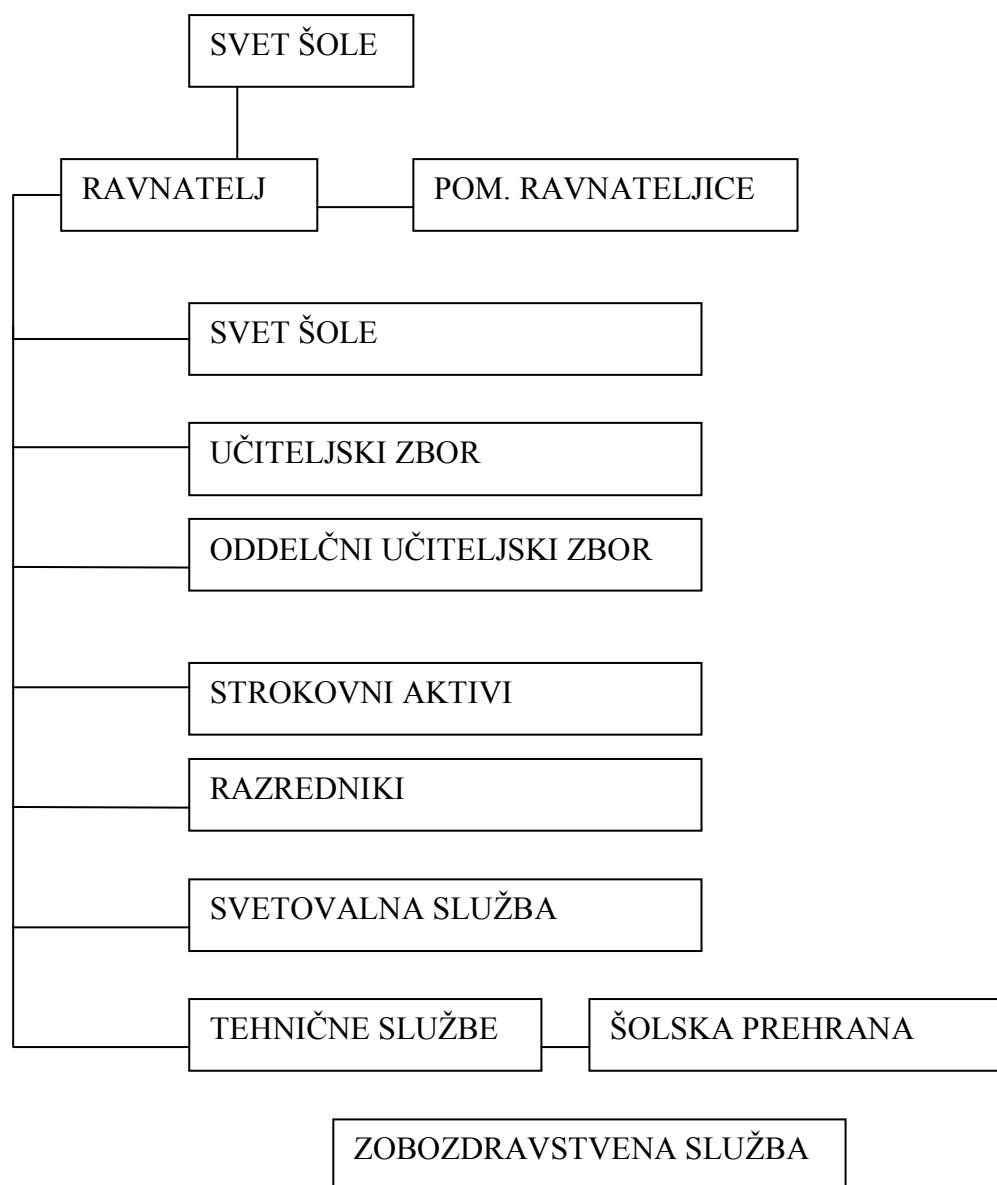 SVET ŠOLE
RAVNATELJ
POM. RAVNATELJICE
SVET ŠOLE
UČITELJSKI ZBOR
ODDELČNI UČITELJSKI ZBOR
STROKOVNI AKTIVI
RAZREDNIKI
SVETOVALNA SLUŽBA
TEHNIČNE SLUŽBE
ŠOLSKA PREHRANA
ZOBOZDRAVSTVENA SLUŽBA